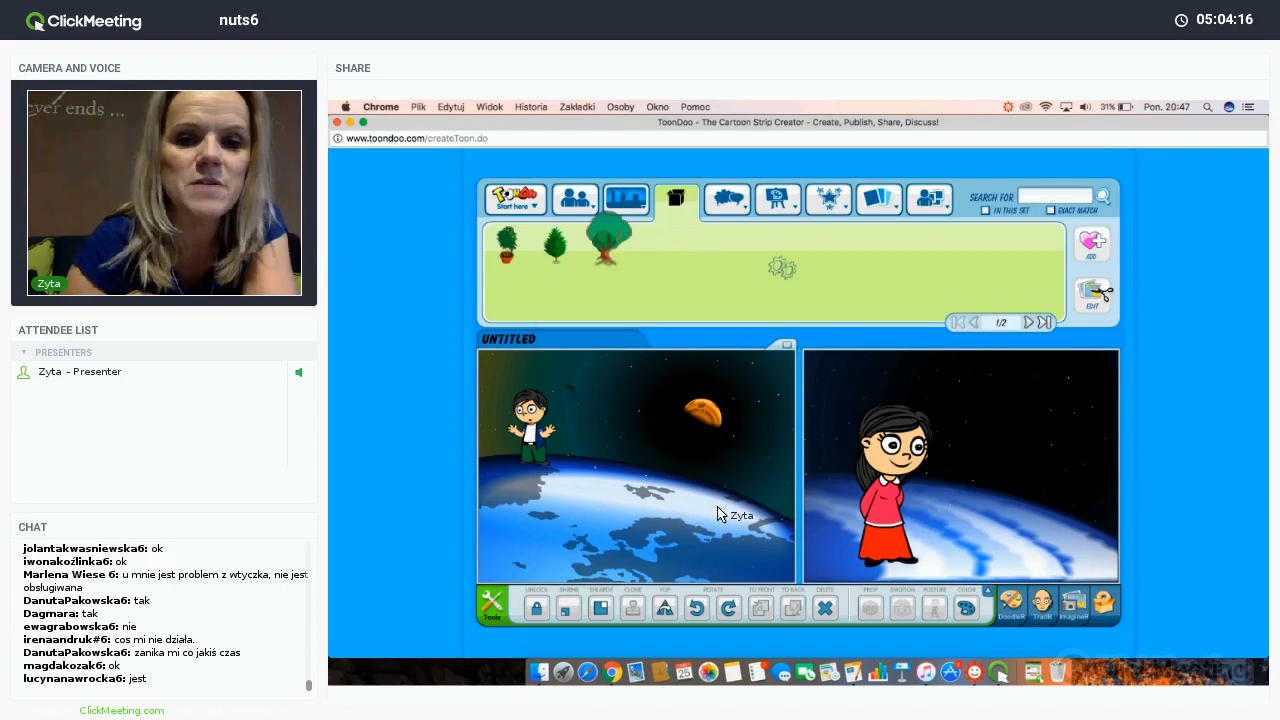 ClickMeeting
nuts6
05:04:16
CAMERA AND VOICE
ever ends ...
Zyta
ATTENDEE LIST
PRESENTERS
Zyta - Presenter
CHAT
jolantakwasniewska6: ok
iwonakoźlinka6: ok
Marlena Wiese 6: u mnie jest problem z wtyczka, nie jest
obsługiwana
DanutaPakowska6: tak
Dagmara: tak
ewagrabowska6: nie
irenaandruk#6: cos mi nie działa.
DanutaPakowska6: zanika mi co jakiś czas
magdakozak6: ok
lucynanawrocka6: jest
ClickMeeting.com
SHARE
Chrome Plik Edytuj Widok Historia Zakładki Osoby Okno Pomoc
31% Pon. 20:47
ToonDoo - The Cartoon Strip Creator - Create, Publish, Share, Discuss!
www.toondoo.com/createToon.do
TOONDOO
Start here
SEARCH FOR
IN THIS SET EXACT MATCH
ADD
EDIT
1/2
UNTITLED
Zyta
Tools
UNLOCK SHRINK ENLARGE CLONE FLIP ROTATE TO FRONT TO BACK DELETE PROP EMOTION POSTURE COLOR
DoodleR TraitR ImagineR
25